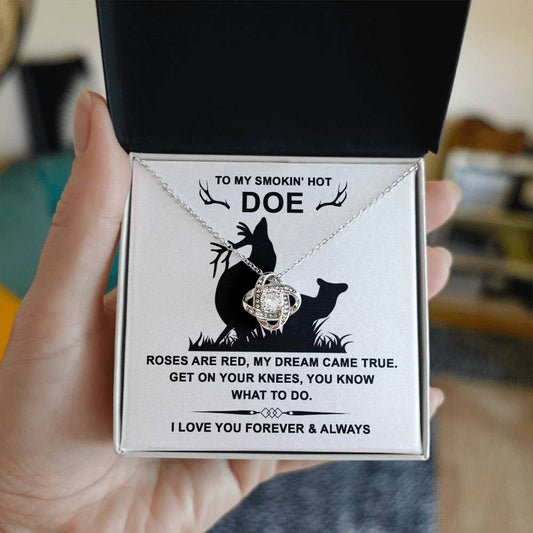 TO MY SMOKIN' HOT
DOE
ROSES ARE RED, MY DREAM CAME TRUE.
GET ON YOUR KNEES, YOU KNOW
WHAT TO DO.
I LOVE YOU FOREVER & ALWAYS